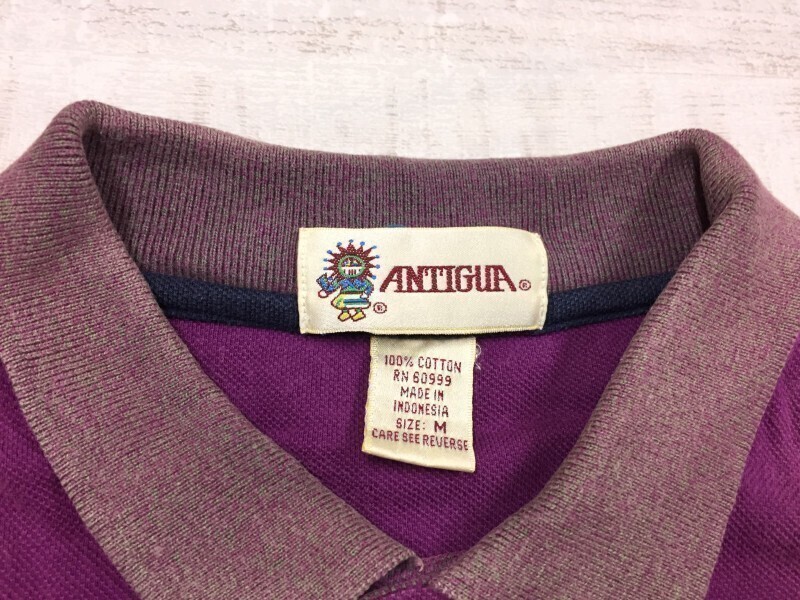 ANTIGUA®
®
100% COTTON
RN 60999
MADE IN
INDONESIA
SIZE: M
CARE SEE REVERSE